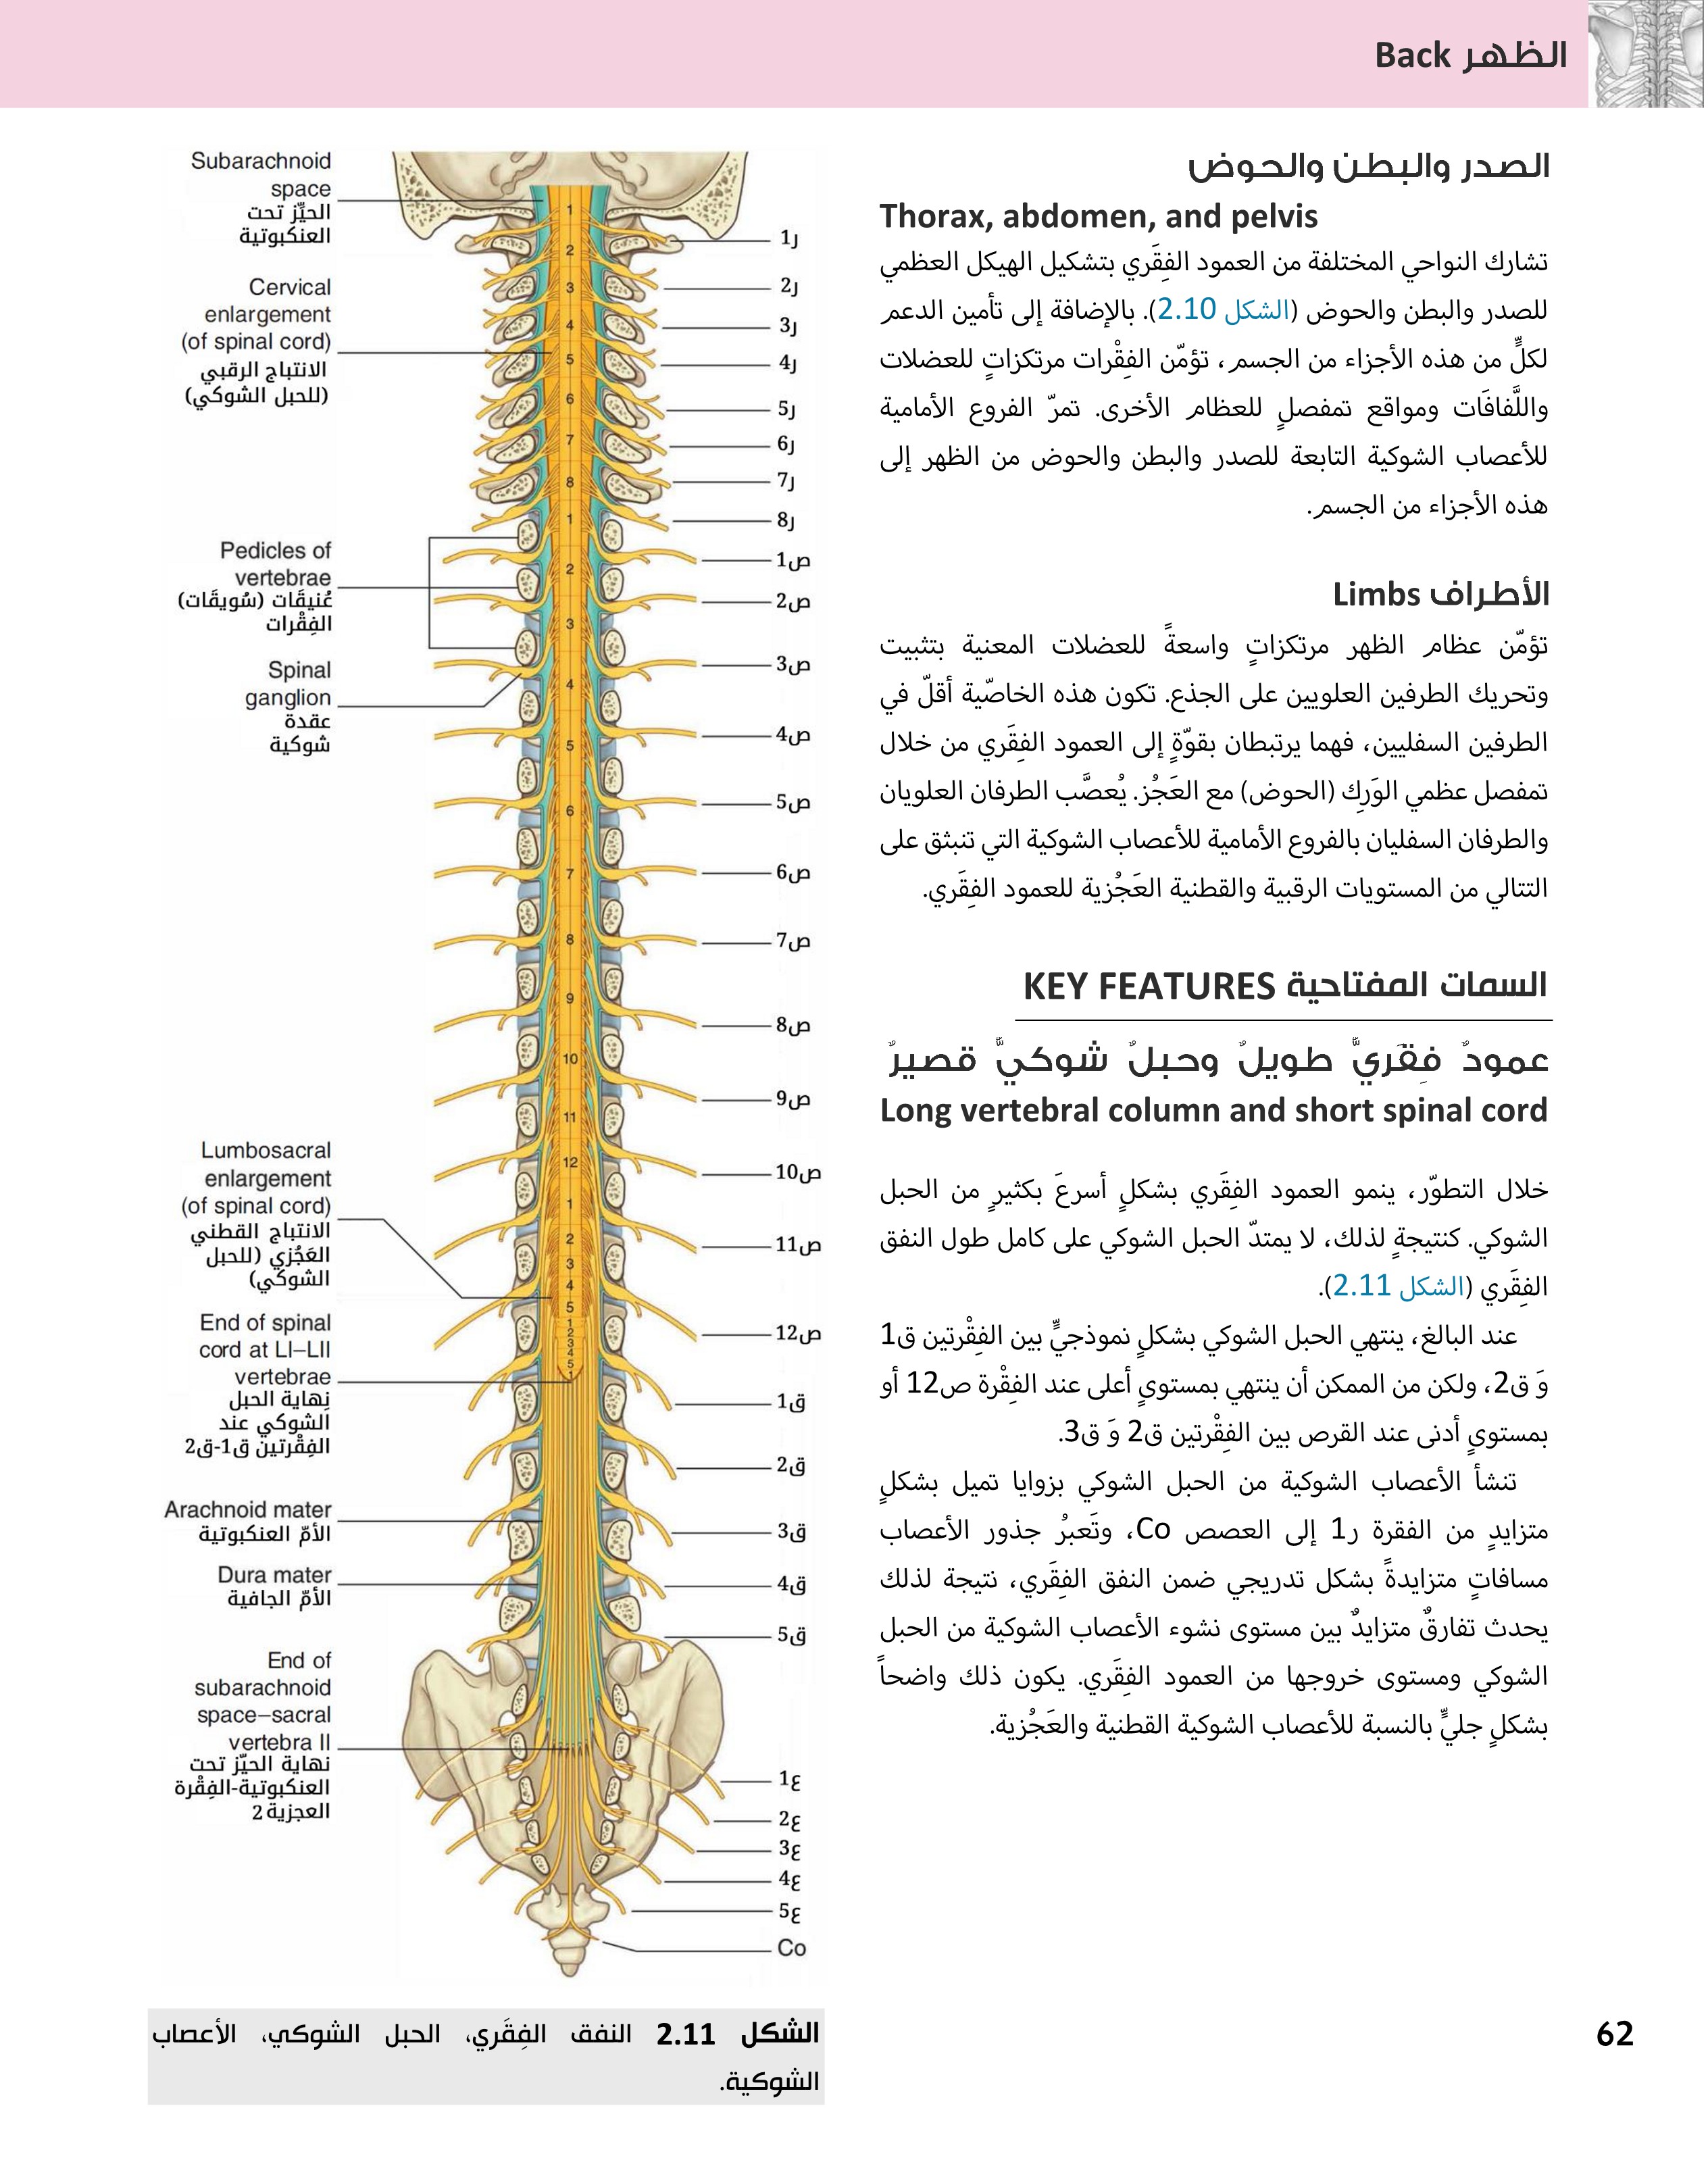 الظهر Back
الصدر والبطن والحوض
Thorax, abdomen, and pelvis
تشارك النواحي المختلفة من العمود الفِقَري بتشكيل الهيكل العظمي
للصدر والبطن والحوض (الشكل 2.10). بالإضافة إلى تأمين الدعم
لكلٍّ من هذه الأجزاء من الجسم، تؤمّن الفِقْرات مرتكزاتٍ للعضلات
واللَّفافَات ومواقع تمفصلٍ للعظام الأخرى. تمرّ الفروع الأمامية
للأعصاب الشوكية التابعة للصدر والبطن والحوض من الظهر إلى
هذه الأجزاء من الجسم.
الأطراف Limbs
تؤمّن عظام الظهر مرتكزاتٍ واسعةً للعضلات المعنية بتثبيت
وتحريك الطرفين العلويين على الجذع. تكون هذه الخاصّية أقلّ في
الطرفين السفليين، فهما يرتبطان بقوّةٍ إلى العمود الفِقَري من خلال
تمفصل عظمي الوَرِك (الحوض) مع العَجُز. يُعصَّب الطرفان العلويان
والطرفان السفليان بالفروع الأمامية للأعصاب الشوكية التي تنبثق على
التتالي من المستويات الرقبية والقطنية العَجُزية للعمود الفِقَري.
السمات المفتاحية KEY FEATURES
عمودٌ فِقَريٌّ طويلٌ وحبلٌ شوكيٌّ قصيرٌ
Long vertebral column and short spinal cord
خلال التطوّر، ينمو العمود الفِقَري بشكلٍ أسرعَ بكثيرٍ من الحبل
الشوكي. كنتيجةٍ لذلك، لا يمتدّ الحبل الشوكي على كامل طول النفق
الفِقَري (الشكل 2.11).
عند البالغ، ينتهي الحبل الشوكي بشكلٍ نموذجيٍّ بين الفِقْرتين ق1
وَ ق2، ولكن من الممكن أن ينتهي بمستوىٍ أعلى عند الفِقْرة ص12 أو
بمستوىٍ أدنى عند القرص بين الفِقْرتين ق2 وَ ق3.
تنشأ الأعصاب الشوكية من الحبل الشوكي بزوايا تميل بشكلٍ
متزايدٍ من الفقرة ر1 إلى العصص Co، وتَعبرُ جذور الأعصاب
مسافاتٍ متزايدةً بشكل تدريجي ضمن النفق الفِقَري، نتيجة لذلك
يحدث تفارقٌ متزايدٌ بين مستوى نشوء الأعصاب الشوكية من الحبل
الشوكي ومستوى خروجها من العمود الفِقَري. يكون ذلك واضحاً
بشكلٍ جليٍّ بالنسبة للأعصاب الشوكية القطنية والعَجُزية.
Subarachnoid
space
الحيِّز تحت
العنكبوتية
Cervical
enlargement
(of spinal cord)
الانتباج الرقبي
(للحبل الشوكي)
Pedicles of
vertebrae
عُنيقَات (سُويقَات)
الفِقْرات
Spinal
ganglion
عقدة
شوكية
Lumbosacral
enlargement
(of spinal cord)
الانتباج القطني
العَجُزي (للحبل
الشوكي)
End of spinal
cord at LI–LII
vertebrae
نِهاية الحبل
الشوكي عند
الفِقْرتين ق1-ق2
Arachnoid mater
الأمّ العنكبوتية
Dura mater
الأمّ الجافية
End of
subarachnoid
space–sacral
vertebra II
نهاية الحيّز تحت
العنكبوتية-الفِقْرة
العجزية 2
1
2
3
4
5
6
7
8
1
2
3
4
5
6
7
8
9
10
11
12
1
2
3
4
5
1
2
3
4
5
1
ر1
ر2
ر3
ر4
ر5
ر6
ر7
ر8
ص1
ص2
ص3
ص4
ص5
ص6
ص7
ص8
ص9
ص10
ص11
ص12
ق1
ق2
ق3
ق4
ق5
ع1
ع2
ع3
ع4
ع5
Co
الشكل 2.11 النفق الفِقَري، الحبل الشوكي، الأعصاب
الشوكية.
62